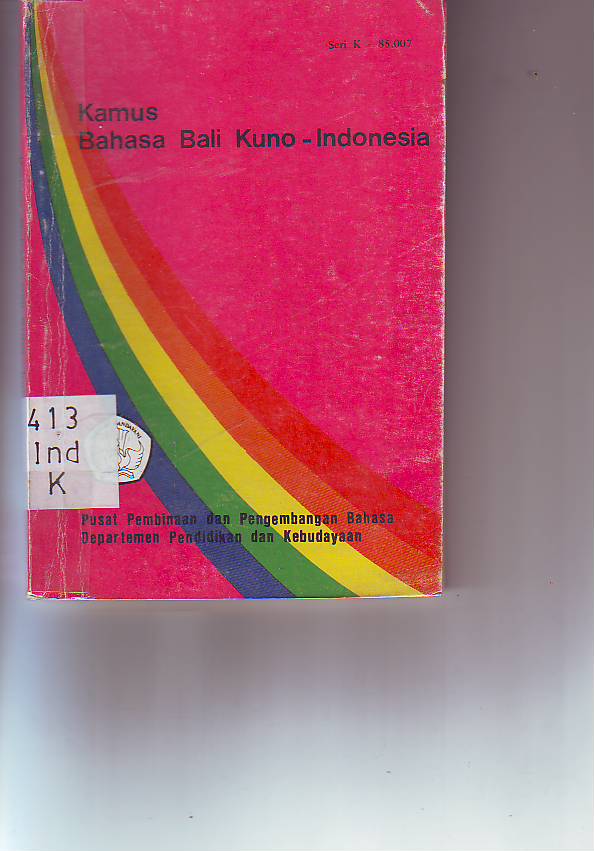 Seri K - 85.007
Kamus
Bahasa Bali Kuno - Indonesia
413
Ind
K
Pusat Pembinaan dan Pengembangan Bahasa
Departemen Pendidikan dan Kebudayaan